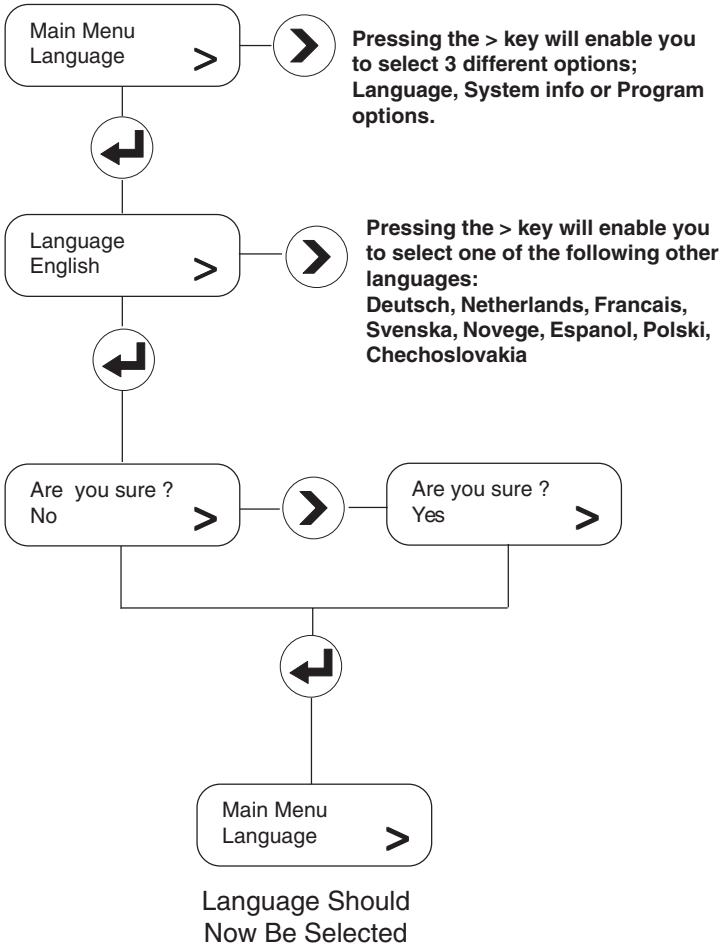 Main Menu
Language >
Pressing the > key will enable you
to select 3 different options;
Language, System info or Program
options.
Language
English >
Pressing the > key will enable you
to select one of the following other
languages:
Deutsch, Netherlands, Francais,
Svenska, Novege, Espanol, Polski,
Chechoslovakia
Are you sure ?
No >
Are you sure ?
Yes >
Main Menu
Language >
Language Should
Now Be Selected